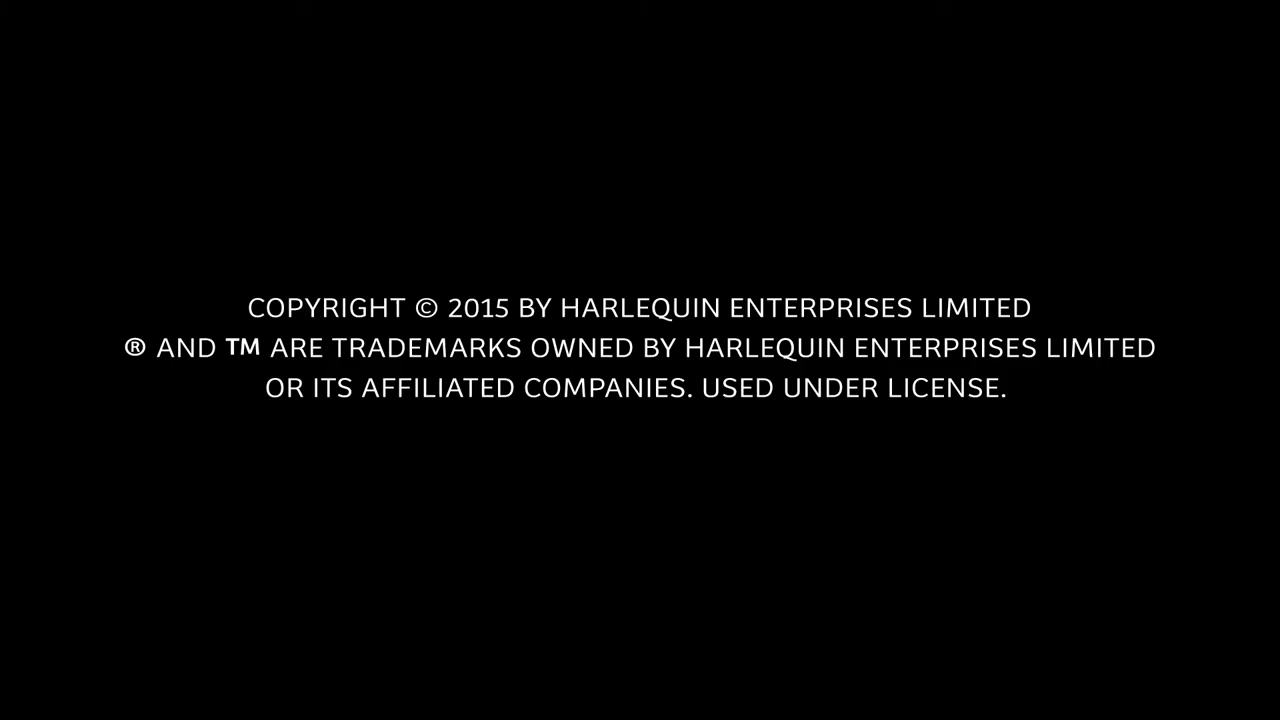 COPYRIGHT © 2015 BY HARLEQUIN ENTERPRISES LIMITED
® AND ™ ARE TRADEMARKS OWNED BY HARLEQUIN ENTERPRISES LIMITED
OR ITS AFFILIATED COMPANIES. USED UNDER LICENSE.